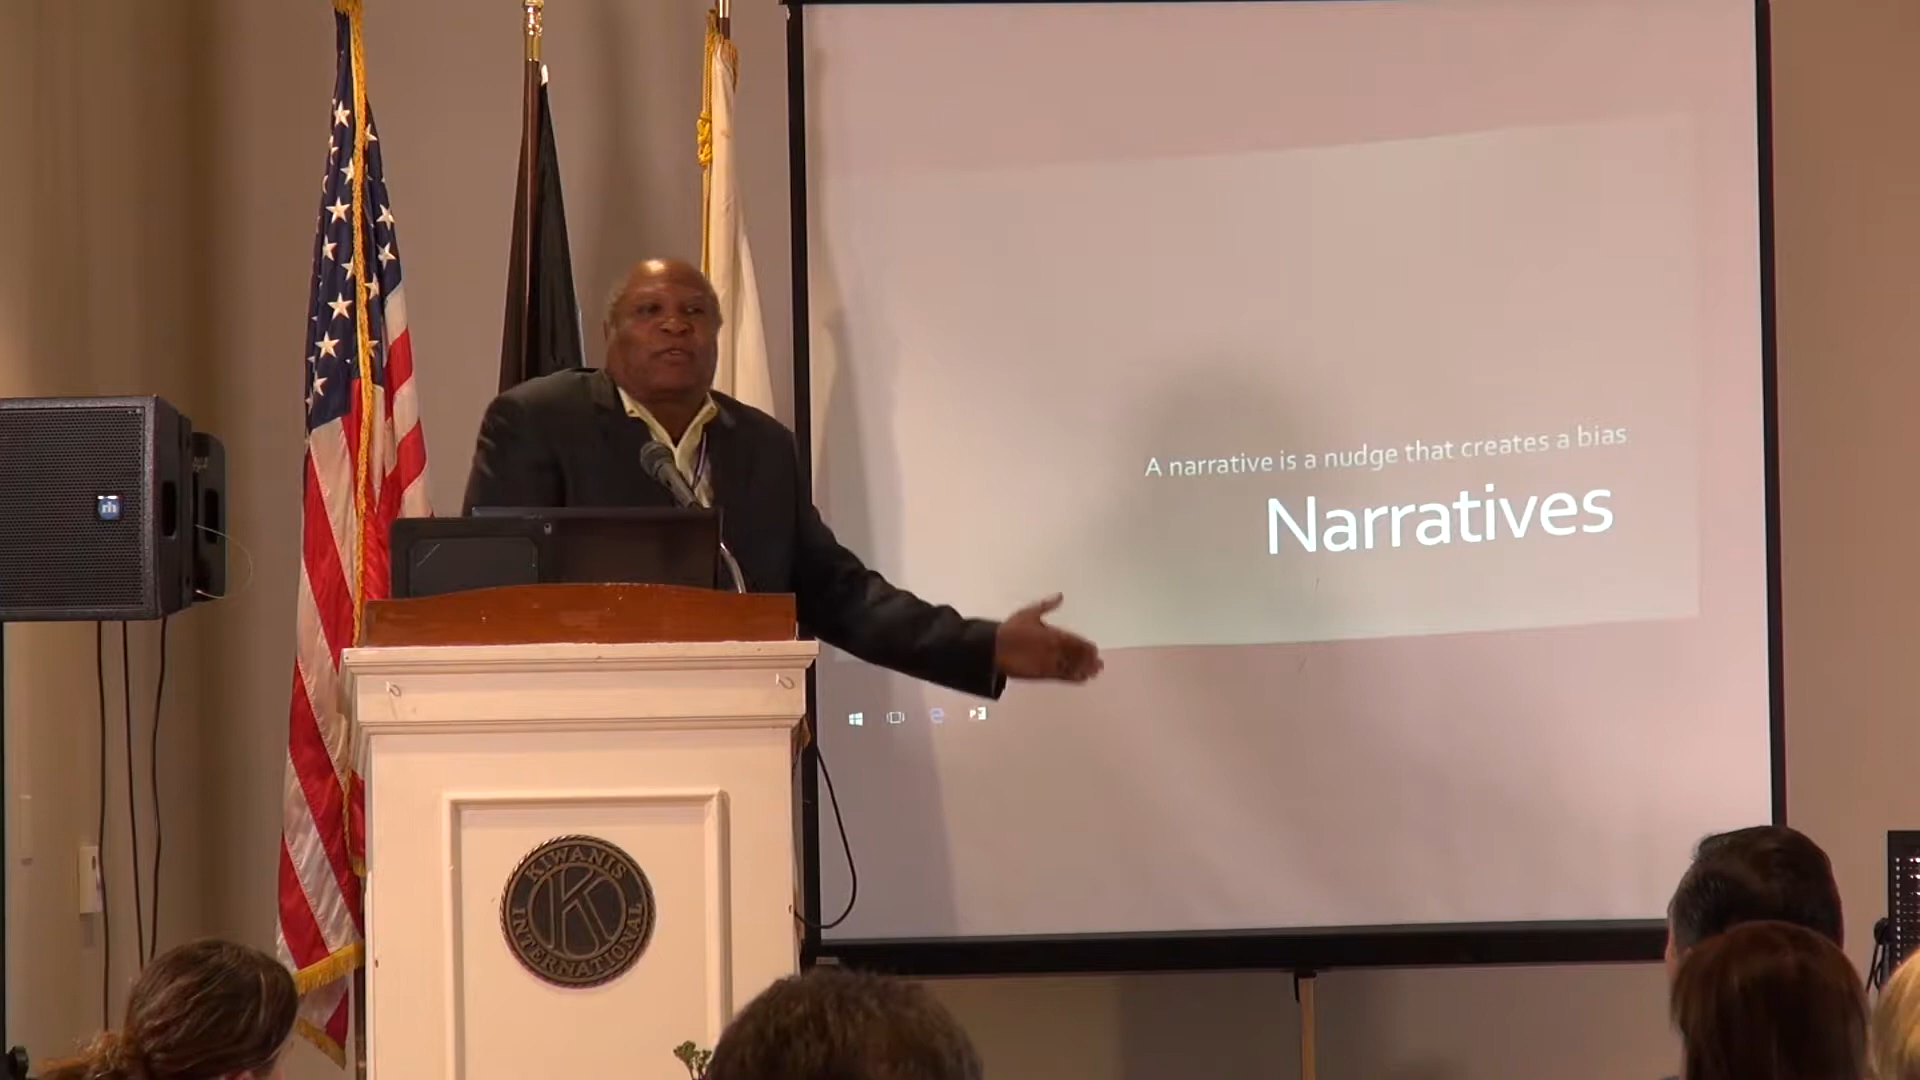 A narrative is a nudge that creates a bias
Narratives
KIWANIS
INTERNATIONAL